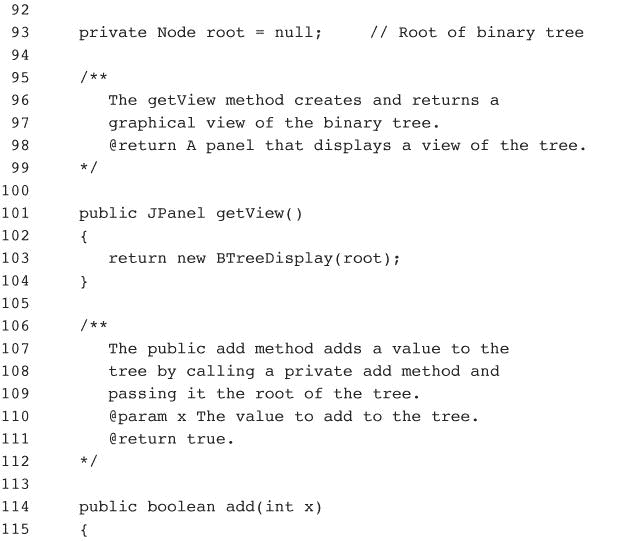 92
93     private Node root = null;     // Root of binary tree
94
95     /**
96        The getView method creates and returns a
97        graphical view of the binary tree.
98        @return A panel that displays a view of the tree.
99     */
100
101     public JPanel getView()
102     {
103        return new BTreeDisplay(root);
104     }
105
106     /**
107        The public add method adds a value to the
108        tree by calling a private add method and
109        passing it the root of the tree.
110        @param x The value to add to the tree.
111        @return true.
112     */
113
114     public boolean add(int x)
115     {